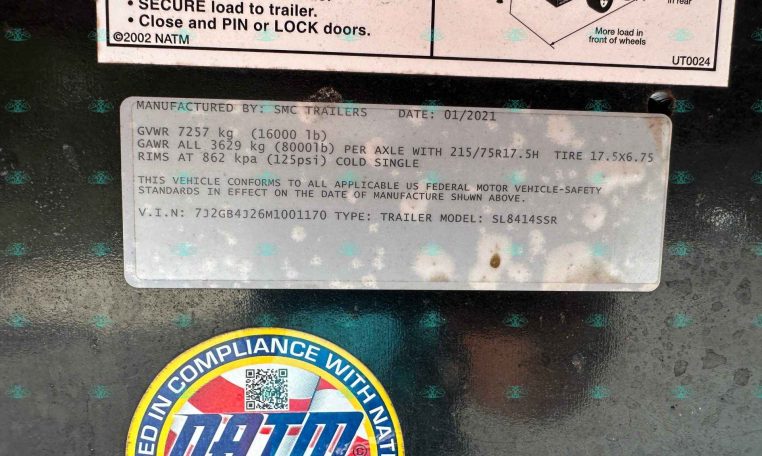 • SECURE load to trailer.
• Close and PIN or LOCK doors.
©2002 NATM
in rear
More load in
front of wheels
UT0024
MANUFACTURED BY: SMC TRAILERS DATE: 01/2021
GVWR 7257 kg (16000 lb)
GAWR ALL 3629 kg (8000lb) PER AXLE WITH 215/75R17.5H TIRE 17.5X6.75
RIMS AT 862 kpa (125psi) COLD SINGLE
THIS VEHICLE CONFORMS TO ALL APPLICABLE US FEDERAL MOTOR VEHICLE-SAFETY
STANDARDS IN EFFECT ON THE DATE OF MANUFACTURE SHOWN ABOVE.
V.I.N: 7J2GB4J26M1001170 TYPE: TRAILER MODEL: SL8414SSR
IN COMPLIANCE WITH
NATM